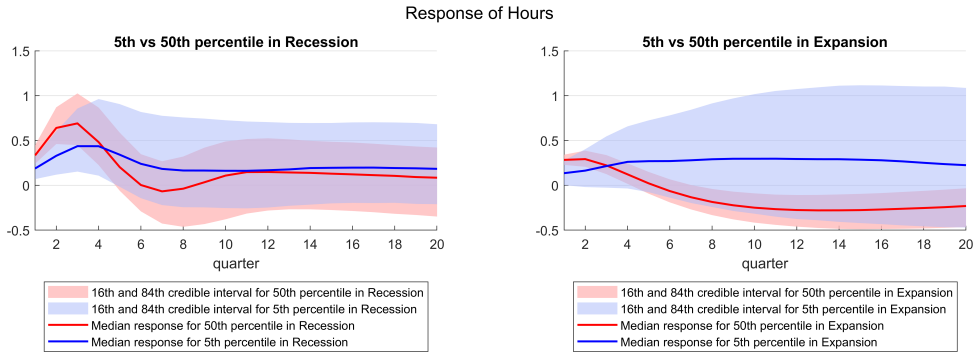 Response of Hours
5th vs 50th percentile in Recession
1.5
1
0.5
0
-0.5
2 4 6 8 10 12 14 16 18 20
quarter
16th and 84th credible interval for 50th percentile in Recession
16th and 84th credible interval for 5th percentile in Recession
Median response for 50th percentile in Recession
Median response for 5th percentile in Recession
5th vs 50th percentile in Expansion
1.5
1
0.5
0
-0.5
2 4 6 8 10 12 14 16 18 20
quarter
16th and 84th credible interval for 50th percentile in Expansion
16th and 84th credible interval for 5th percentile in Expansion
Median response for 50th percentile in Expansion
Median response for 5th percentile in Expansion